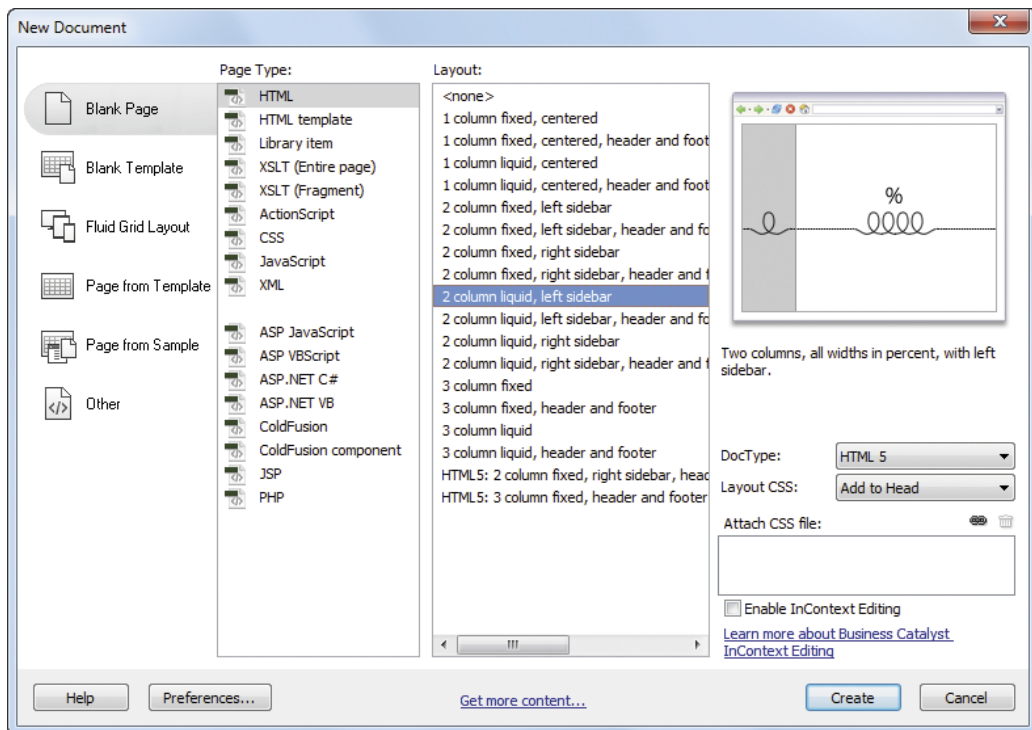 New Document
Blank Page
Blank Template
Fluid Grid Layout
Page from Template
Page from Sample
Other
Page Type:
HTML
HTML template
Library item
XSLT (Entire page)
XSLT (Fragment)
ActionScript
CSS
JavaScript
XML
ASP JavaScript
ASP VBScript
ASP.NET C#
ASP.NET VB
ColdFusion
ColdFusion component
JSP
PHP
Layout:
<none>
1 column fixed, centered
1 column fixed, centered, header and foot
1 column liquid, centered
1 column liquid, centered, header and foot
2 column fixed, left sidebar
2 column fixed, left sidebar, header and fo
2 column fixed, right sidebar
2 column fixed, right sidebar, header and f
2 column liquid, left sidebar
2 column liquid, left sidebar, header and fo
2 column liquid, right sidebar
2 column liquid, right sidebar, header and f
3 column fixed
3 column fixed, header and footer
3 column liquid
3 column liquid, header and footer
HTML5: 2 column fixed, right sidebar, head
HTML5: 3 column fixed, header and footer
%
Two columns, all widths in percent, with left
sidebar.
DocType:
HTML 5
Layout CSS:
Add to Head
Attach CSS file:
Enable InContext Editing
Learn more about Business Catalyst
InContext Editing
Help
Preferences...
Get more content...
Create
Cancel